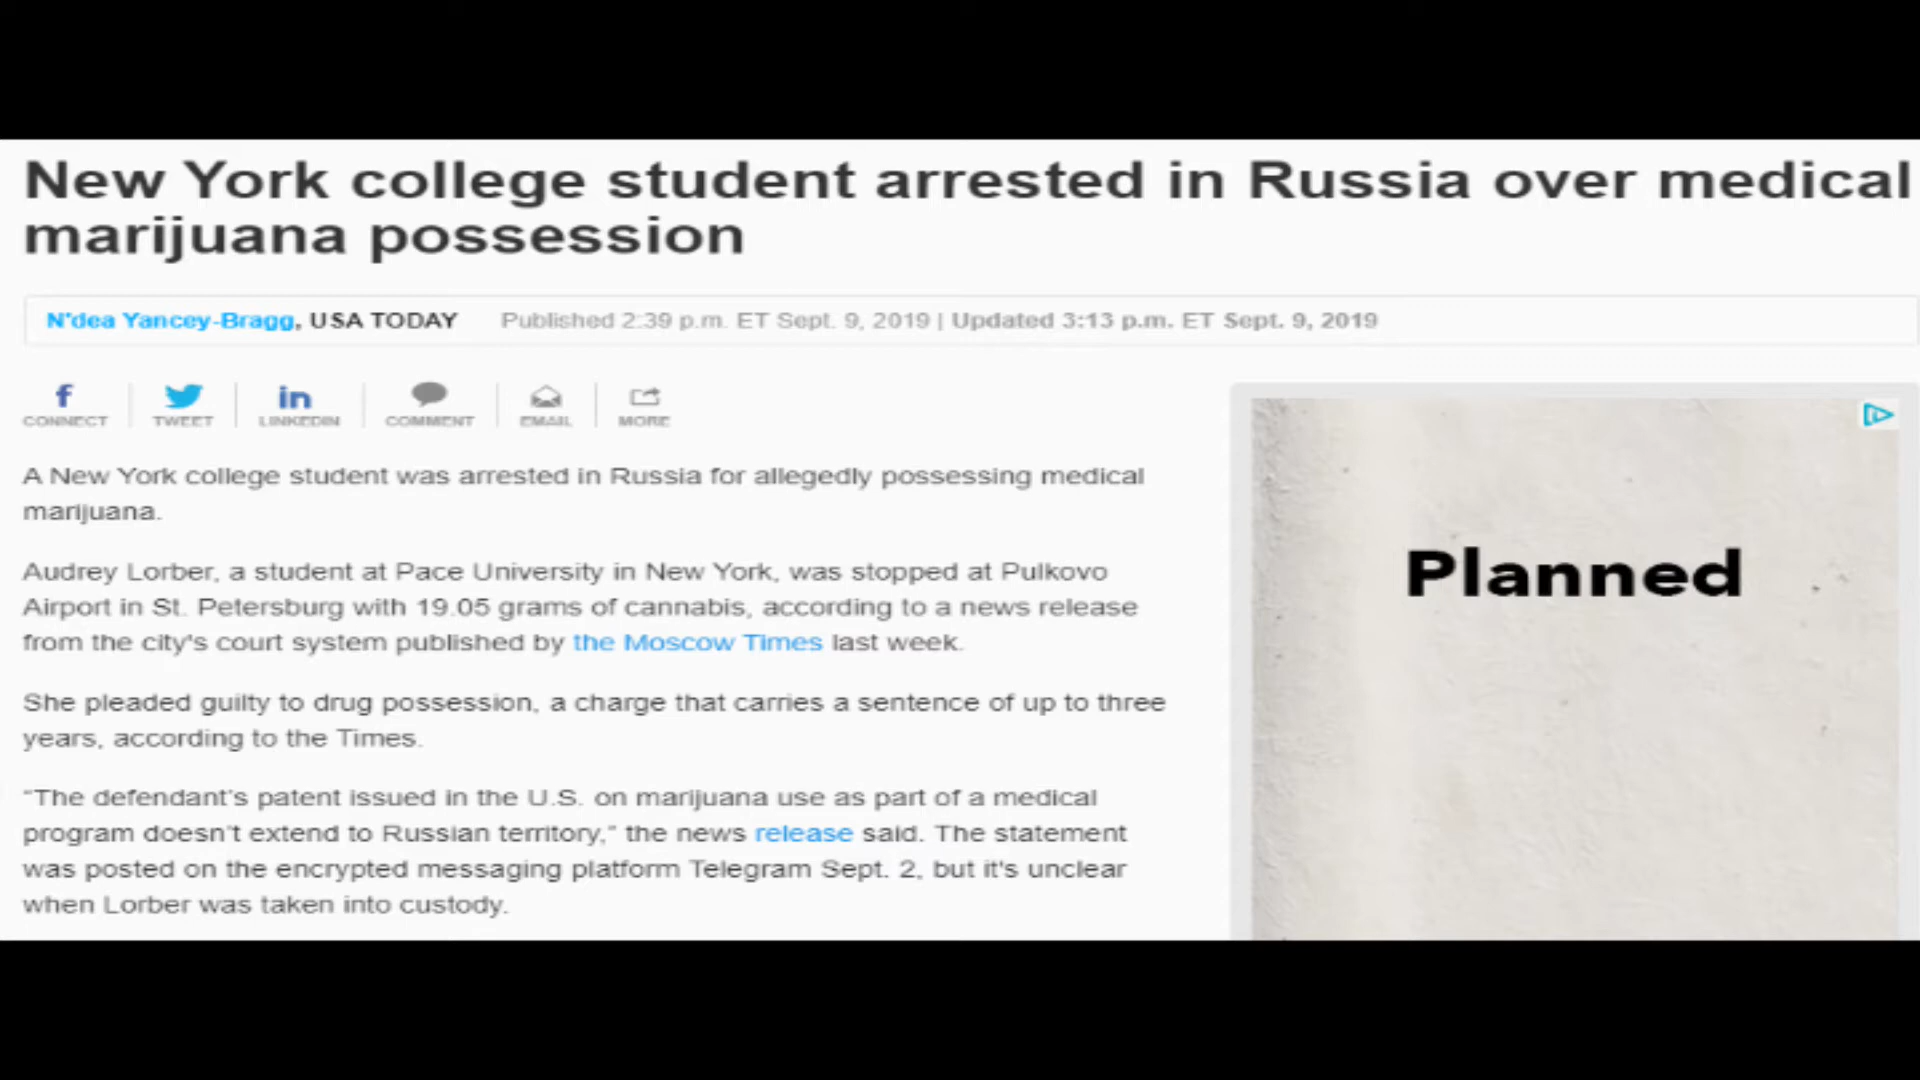 New York college student arrested in Russia over medical
marijuana possession
N'dea Yancey-Bragg, USA TODAY Published 2:39 p.m. ET Sept. 9, 2019 | Updated 3:13 p.m. ET Sept. 9, 2019
f in
CONNECT TWEET LINKEDIN COMMENT EMAIL MORE
A New York college student was arrested in Russia for allegedly possessing medical
marijuana.
Audrey Lorber, a student at Pace University in New York, was stopped at Pulkovo
Airport in St. Petersburg with 19.05 grams of cannabis, according to a news release
from the city's court system published by the Moscow Times last week.
She pleaded guilty to drug possession, a charge that carries a sentence of up to three
years, according to the Times.
“The defendant’s patent issued in the U.S. on marijuana use as part of a medical
program doesn’t extend to Russian territory,” the news release said. The statement
was posted on the encrypted messaging platform Telegram Sept. 2, but it's unclear
when Lorber was taken into custody.
Planned